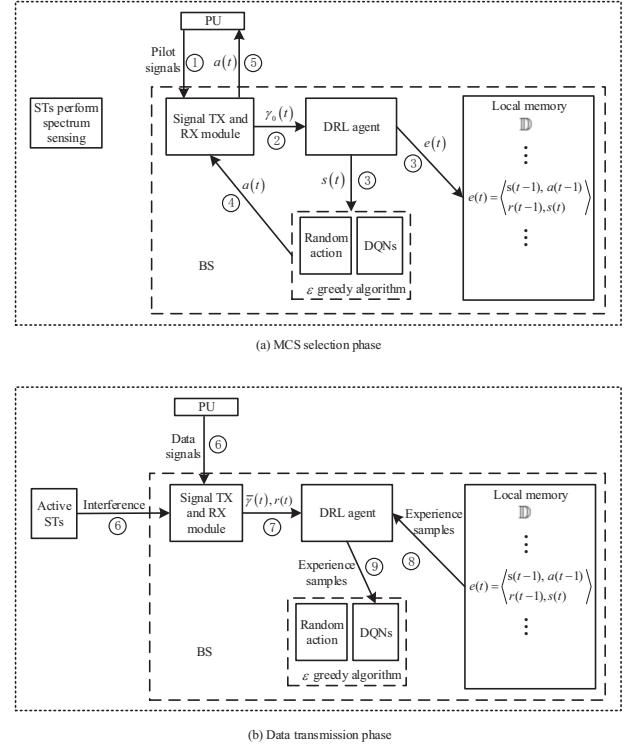 PU
Pilot
signals
①
a(t)
⑤
STs perform
spectrum
sensing
Signal TX and
RX module
γ₀(t)
②
DRL agent
Local memory
𝔻
⋮
e(t)
③
s(t)
③
a(t)
④
e(t) = ⟨s(t−1), a(t−1)
r(t−1), s(t)⟩
⋮
Random
action
DQNs
BS
ε greedy algorithm
(a) MCS selection phase
PU
Data
signals
⑥
Active
STs
Interference
⑥
Signal TX
and RX
module
γ̅(t), r(t)
⑦
DRL agent
Experience
samples
⑧
Local memory
𝔻
⋮
Experience
samples
⑨
e(t) = ⟨s(t−1), a(t−1)
r(t−1), s(t)⟩
⋮
Random
action
DQNs
BS
ε greedy algorithm
(b) Data transmission phase